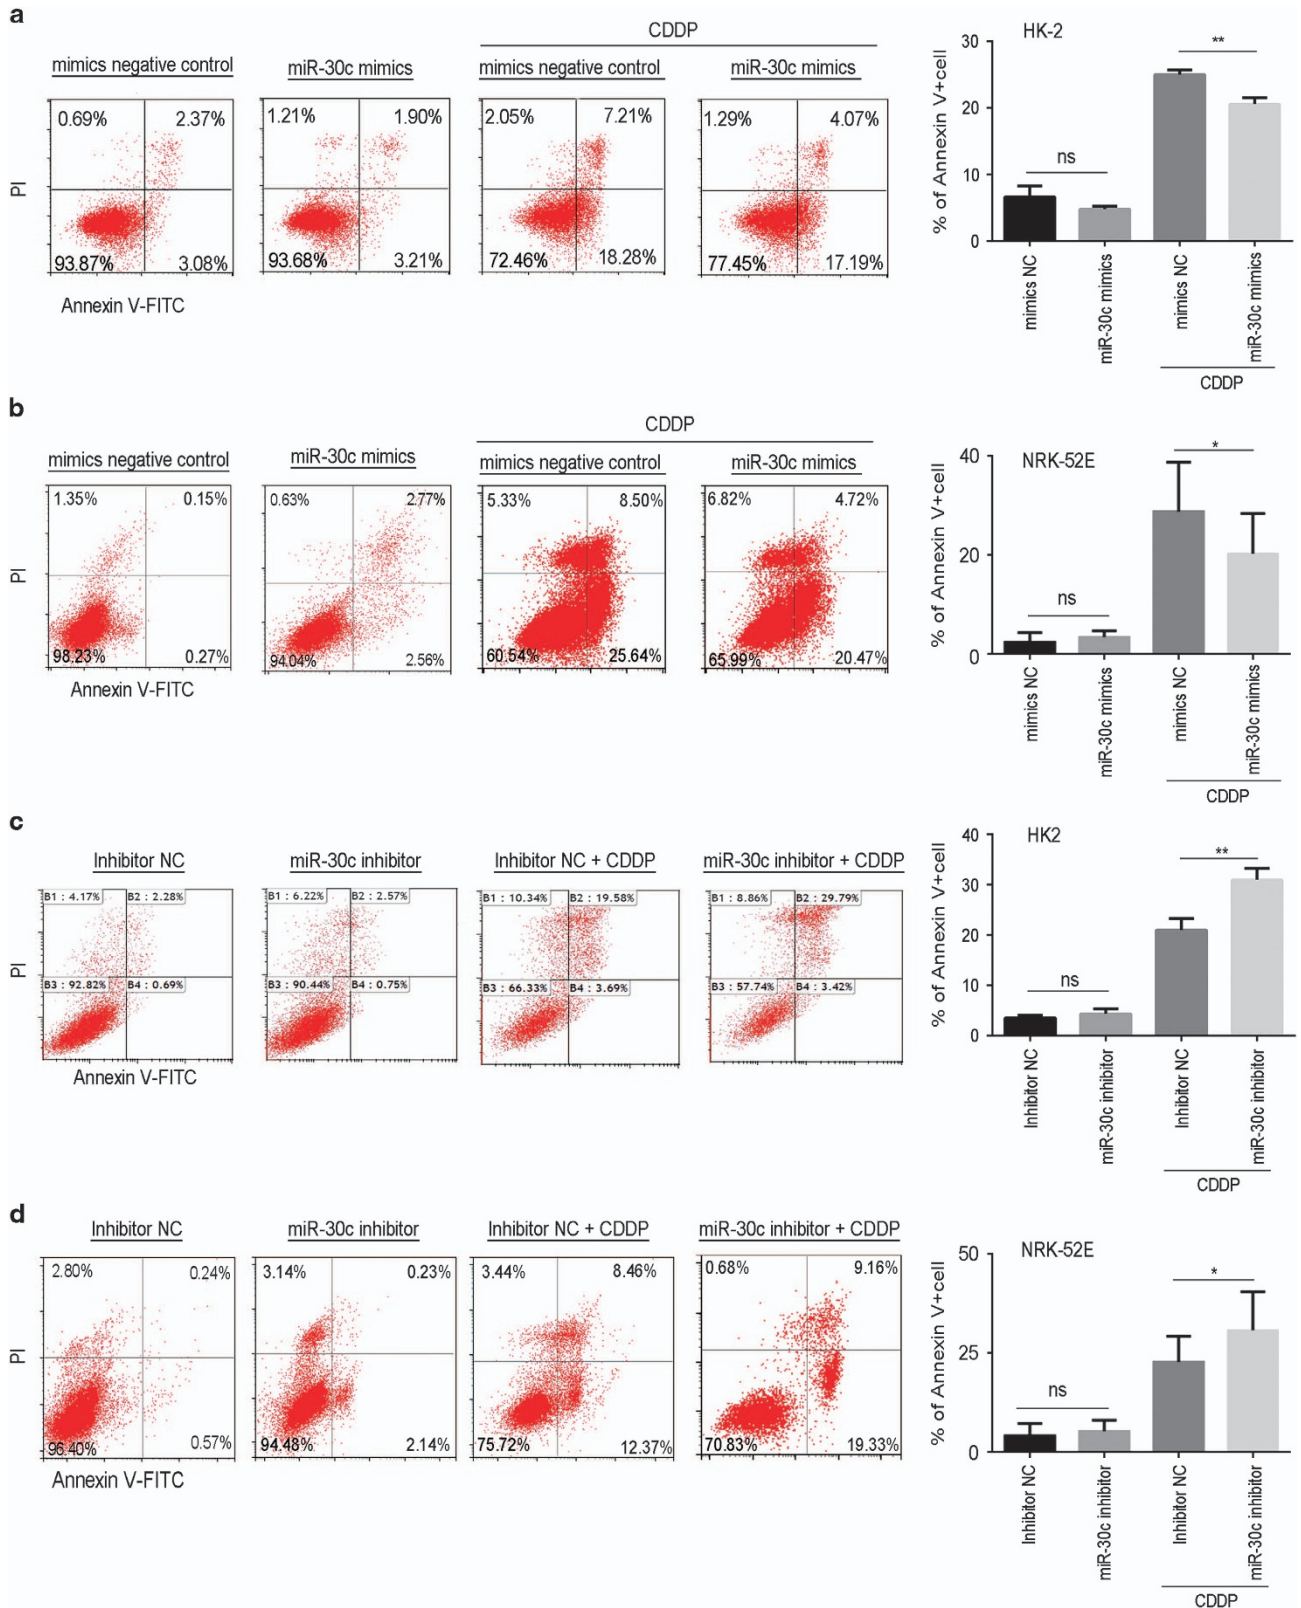 a
CDDP
mimics negative control
miR-30c mimics
mimics negative control
miR-30c mimics
0.69%
2.37%
93.87%
3.08%
1.21%
1.90%
93.68%
3.21%
2.05%
7.21%
72.46%
18.28%
1.29%
4.07%
77.45%
17.19%
PI
Annexin V-FITC
HK-2
**
ns
% of Annexin V+cell
30
20
10
0
mimics NC
miR-30c mimics
mimics NC
miR-30c mimics
CDDP
b
CDDP
mimics negative control
miR-30c mimics
mimics negative control
miR-30c mimics
1.35%
0.15%
98.23%
0.27%
0.63%
2.77%
94.04%
2.56%
5.33%
8.50%
60.54%
25.64%
6.82%
4.72%
65.99%
20.47%
PI
Annexin V-FITC
NRK-52E
*
ns
% of Annexin V+cell
40
20
0
mimics NC
miR-30c mimics
mimics NC
miR-30c mimics
CDDP
c
Inhibitor NC
miR-30c inhibitor
Inhibitor NC + CDDP
miR-30c inhibitor + CDDP
B1 : 4.17%
B2 : 2.28%
B3 : 92.82%
B4 : 0.69%
B1 : 6.22%
B2 : 2.57%
B3 : 90.44%
B4 : 0.75%
B1 : 10.34%
B2 : 19.58%
B3 : 66.33%
B4 : 3.69%
B1 : 8.86%
B2 : 29.79%
B3 : 57.74%
B4 : 3.42%
PI
Annexin V-FITC
HK2
**
ns
% of Annexin V+cell
40
30
20
10
0
Inhibitor NC
miR-30c inhibitor
Inhibitor NC
miR-30c inhibitor
CDDP
d
Inhibitor NC
miR-30c inhibitor
Inhibitor NC + CDDP
miR-30c inhibitor + CDDP
2.80%
0.24%
96.40%
0.57%
3.14%
0.23%
94.48%
2.14%
3.44%
8.46%
75.72%
12.37%
0.68%
9.16%
70.83%
19.33%
PI
Annexin V-FITC
NRK-52E
*
ns
% of Annexin V+cell
50
25
0
Inhibitor NC
miR-30c inhibitor
Inhibitor NC
miR-30c inhibitor
CDDP